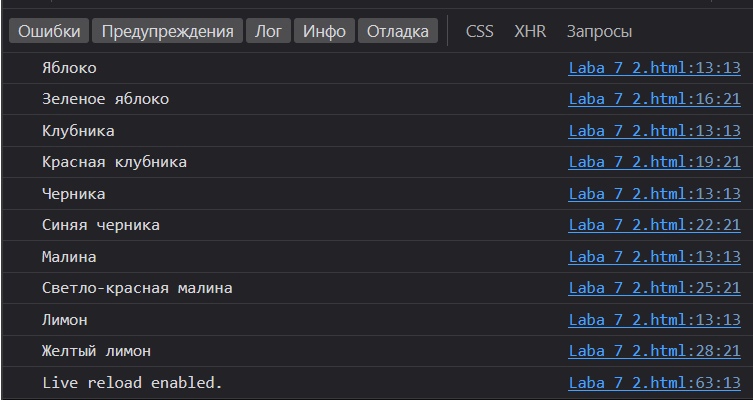 Ошибки Предупреждения Лог Инфо Отладка CSS XHR Запросы
Яблоко Laba 7 2.html:13:13
Зеленое яблоко Laba 7 2.html:16:21
Клубника Laba 7 2.html:13:13
Красная клубника Laba 7 2.html:19:21
Черника Laba 7 2.html:13:13
Синяя черника Laba 7 2.html:22:21
Малина Laba 7 2.html:13:13
Светло-красная малина Laba 7 2.html:25:21
Лимон Laba 7 2.html:13:13
Желтый лимон Laba 7 2.html:28:21
Live reload enabled. Laba 7 2.html:63:13